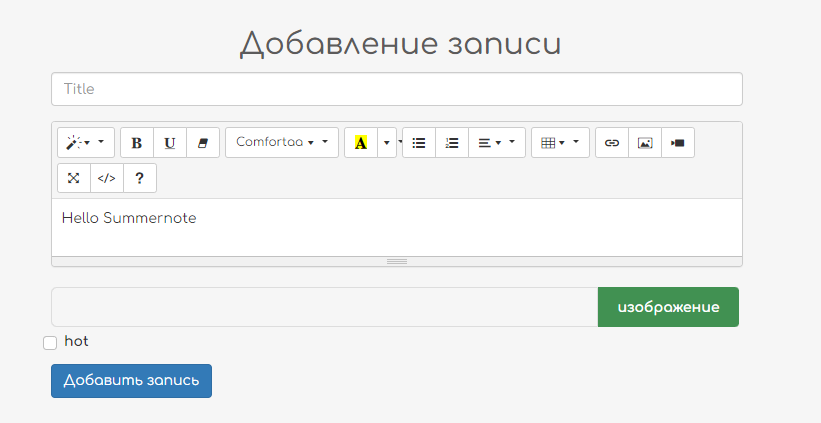 Добавление записи
Title
B U Comfortaa A
</> ?
Hello Summernote
изображение
hot
Добавить запись